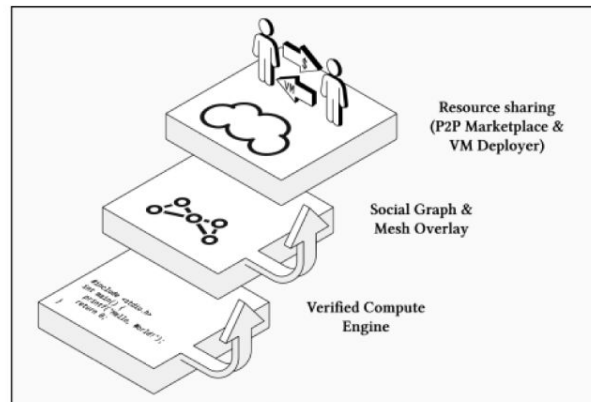 $
VM
Resource sharing
(P2P Marketplace &
VM Deployer)
Social Graph &
Mesh Overlay
#include <stdio.h>
int main() {
printf("Hello, World!");
return 0;
}
Verified Compute
Engine